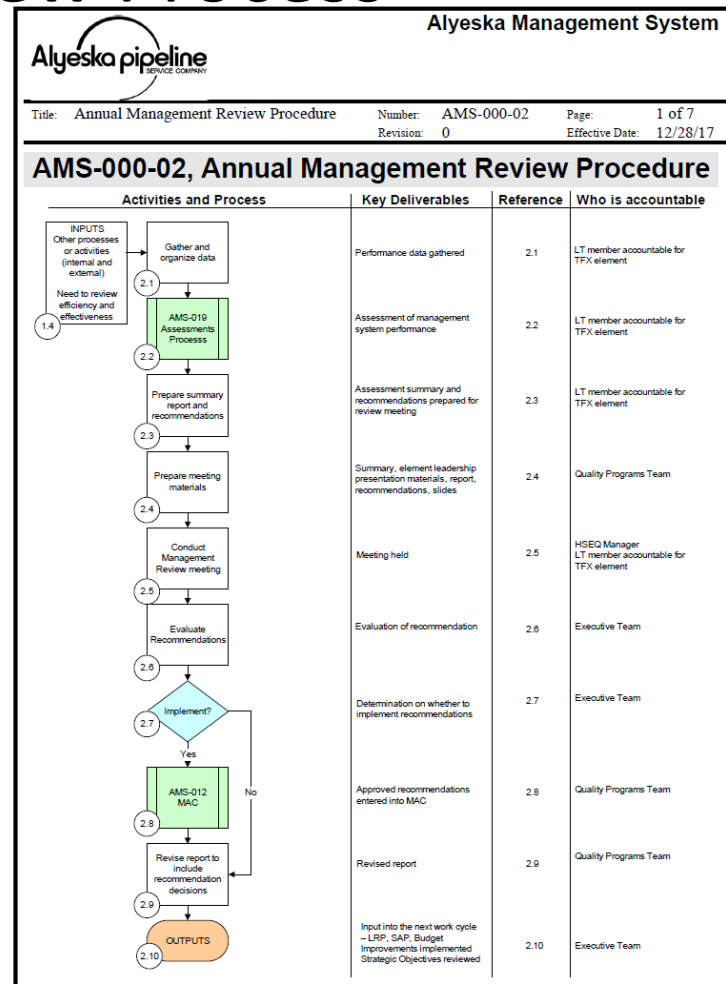 Alyeska Management System
Alyeska pipeline
SERVICE COMPANY
Title: Annual Management Review Procedure Number: AMS-000-02 Page: 1 of 7
Revision: 0 Effective Date: 12/28/17
AMS-000-02, Annual Management Review Procedure
Activities and Process Key Deliverables Reference Who is accountable
INPUTS
Other processes
or activities
(internal and
external)
Need to review
efficiency and
effectiveness
1.4
Gather and
organize data
2.1
Performance data gathered
2.1
LT member accountable for
TFX element
AMS-019
Assessments
Processs
2.2
Assessment of management
system performance
2.2
LT member accountable for
TFX element
Prepare summary
report and
recommendations
2.3
Assessment summary and
recommendations prepared for
review meeting
2.3
LT member accountable for
TFX element
Prepare meeting
materials
2.4
Summary, element leadership
presentation materials, report,
recommendations, slides
2.4
Quality Programs Team
Conduct
Management
Review meeting
2.5
Meeting held
2.5
HSEQ Manager
LT member accountable for
TFX element
Evaluate
Recommendations
2.6
Evaluation of recommendation
2.6
Executive Team
Implement?
2.7
Determination on whether to
implement recommendations
2.7
Executive Team
Yes
No
AMS-012
MAC
2.8
Approved recommendations
entered into MAC
2.8
Quality Programs Team
Revise report to
include
recommendation
decisions
2.9
Revised report
2.9
Quality Programs Team
OUTPUTS
2.10
Input into the next work cycle
– LRP, SAP, Budget
Improvements implemented
Strategic Objectives reviewed
2.10
Executive Team